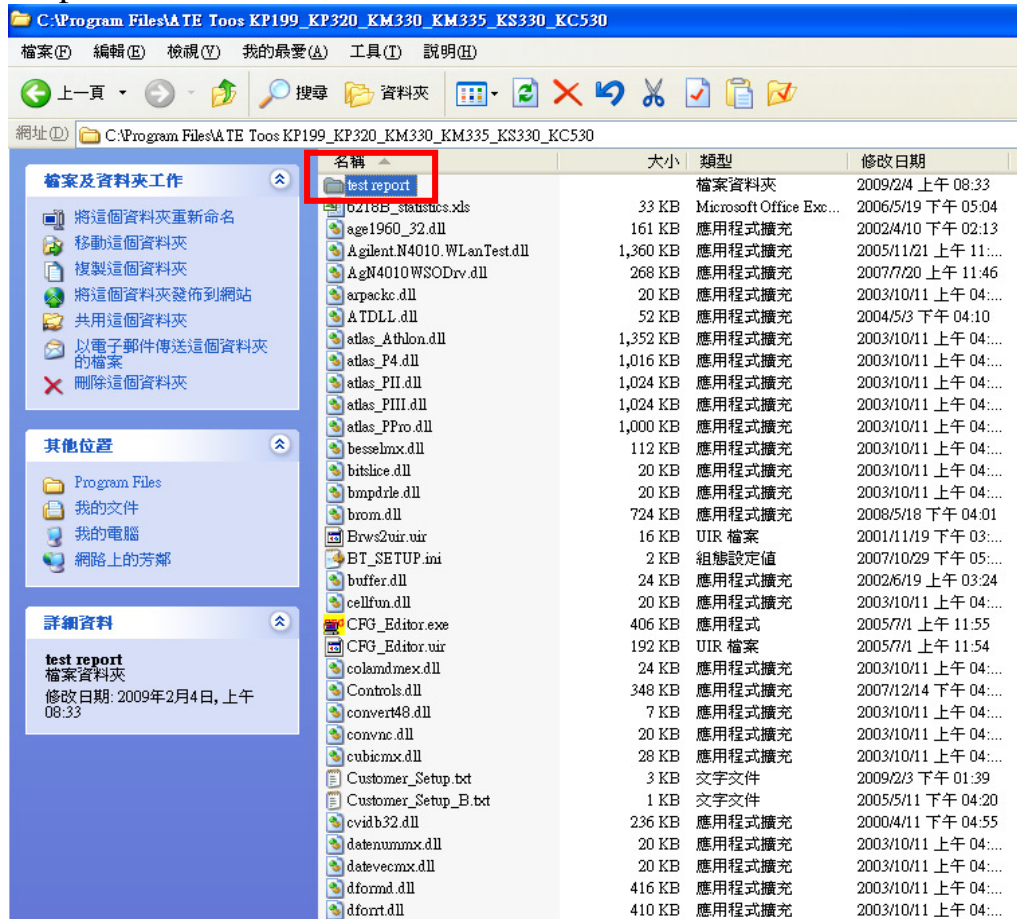 C:\Program Files\ATE Toos KP199_KP320_KM330_KM335_KS330_KC530
檔案(F) 編輯(E) 檢視(V) 我的最愛(A) 工具(T) 說明(H)
上一頁 搜尋 資料夾
網址(D) C:\Program Files\ATE Toos KP199_KP320_KM330_KM335_KS330_KC530
檔案及資料夾工作
將這個資料夾重新命名
移動這個資料夾
複製這個資料夾
將這個資料夾發佈到網站
共用這個資料夾
以電子郵件傳送這個資料夾
的檔案
刪除這個資料夾
其他位置
Program Files
我的文件
我的電腦
網路上的芳鄰
詳細資料
test report
檔案資料夾
修改日期: 2009年2月4日, 上午
08:33
名稱 大小 類型 修改日期
test report 檔案資料夾 2009/2/4 上午 08:33
6218B_statistics.xls 33 KB Microsoft Office Exc... 2006/5/19 下午 05:04
age1960_32.dll 161 KB 應用程式擴充 2002/4/10 下午 02:13
Agilent.N4010.WLanTest.dll 1,360 KB 應用程式擴充 2005/11/21 上午 11:...
AgN4010WSODrv.dll 268 KB 應用程式擴充 2007/7/20 上午 11:46
arpackc.dll 20 KB 應用程式擴充 2003/10/11 上午 04:...
ATDLL.dll 52 KB 應用程式擴充 2004/5/3 下午 04:10
atlas_Athlon.dll 1,352 KB 應用程式擴充 2003/10/11 上午 04:...
atlas_P4.dll 1,016 KB 應用程式擴充 2003/10/11 上午 04:...
atlas_PII.dll 1,024 KB 應用程式擴充 2003/10/11 上午 04:...
atlas_PIII.dll 1,024 KB 應用程式擴充 2003/10/11 上午 04:...
atlas_PPro.dll 1,000 KB 應用程式擴充 2003/10/11 上午 04:...
besselmx.dll 112 KB 應用程式擴充 2003/10/11 上午 04:...
bitslice.dll 20 KB 應用程式擴充 2003/10/11 上午 04:...
bmpdrle.dll 20 KB 應用程式擴充 2003/10/11 上午 04:...
brom.dll 724 KB 應用程式擴充 2008/5/18 下午 04:01
Brws2uir.uir 16 KB UIR 檔案 2001/11/19 下午 03:...
BT_SETUP.ini 2 KB 組態設定值 2007/10/29 下午 05:...
buffer.dll 24 KB 應用程式擴充 2002/6/19 上午 03:24
cellfun.dll 20 KB 應用程式擴充 2003/10/11 上午 04:...
CFG_Editor.exe 406 KB 應用程式 2005/7/1 上午 11:55
CFG_Editor.uir 192 KB UIR 檔案 2005/7/1 上午 11:54
colamdmex.dll 24 KB 應用程式擴充 2003/10/11 上午 04:...
Controls.dll 348 KB 應用程式擴充 2007/12/14 下午 04:...
convert48.dll 7 KB 應用程式擴充 2003/10/11 上午 04:...
convnc.dll 20 KB 應用程式擴充 2003/10/11 上午 04:...
cubicmx.dll 28 KB 應用程式擴充 2003/10/11 上午 04:...
Customer_Setup.txt 3 KB 文字文件 2009/2/3 下午 01:39
Customer_Setup_B.txt 1 KB 文字文件 2005/5/11 下午 04:20
cvidb32.dll 236 KB 應用程式擴充 2000/4/11 下午 04:55
datenummx.dll 20 KB 應用程式擴充 2003/10/11 上午 04:...
datevecmx.dll 20 KB 應用程式擴充 2003/10/11 上午 04:...
dformd.dll 416 KB 應用程式擴充 2003/10/11 上午 04:...
dforrt.dll 410 KB 應用程式擴充 2003/10/11 上午 04:...